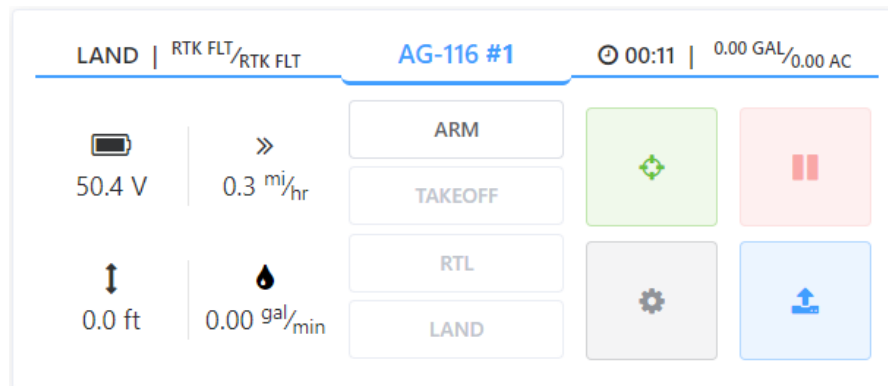 LAND | RTK FLT/RTK FLT
AG-116 #1
00:11 | 0.00 GAL/0.00 AC
50.4 V
0.3 mi/hr
0.0 ft
0.00 gal/min
ARM
TAKEOFF
RTL
LAND